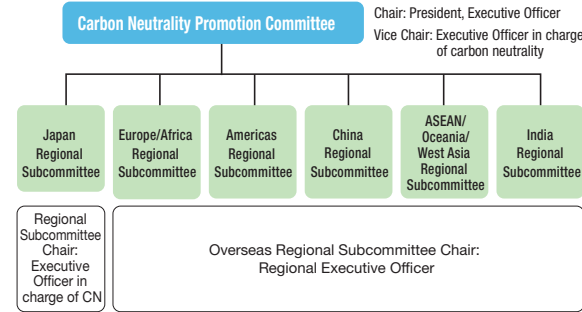 Carbon Neutrality Promotion Committee
Chair: President, Executive Officer
Vice Chair: Executive Officer in charge
of carbon neutrality
Japan
Regional
Subcommittee
Europe/Africa
Regional
Subcommittee
Americas
Regional
Subcommittee
China
Regional
Subcommittee
ASEAN/
Oceania/
West Asia
Regional
Subcommittee
India
Regional
Subcommittee
Regional
Subcommittee
Chair:
Executive
Officer in
charge of CN
Overseas Regional Subcommittee Chair:
Regional Executive Officer